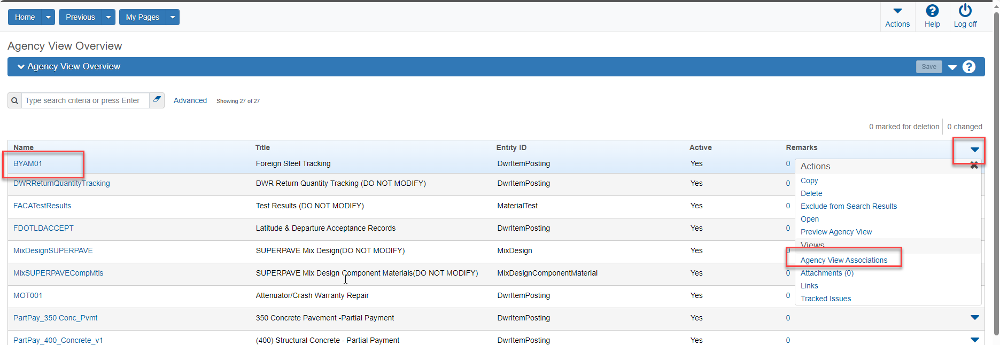 Home Previous My Pages Actions Help Log off
Agency View Overview
Agency View Overview Save ?
Type search criteria or press Enter Advanced Showing 27 of 27
0 marked for deletion 0 changed
Name Title Entity ID Active Remarks
BYAM01 Foreign Steel Tracking DwrItemPosting Yes 0
DWRReturnQuantityTracking DWR Return Quantity Tracking (DO NOT MODIFY) DwrItemPosting Yes 0
FACATestResults Test Results (DO NOT MODIFY) MaterialTest Yes 0
FDOTLDACCEPT Latitude & Departure Acceptance Records DwrItemPosting Yes 0
MixDesignSUPERPAVE SUPERPAVE Mix Design(DO NOT MODIFY) MixDesign Yes 0
MixSUPERPAVECompMtls SUPERPAVE Mix Design Component Materials(DO NOT MODIFY) MixDesignComponentMaterial Yes 0
MOT001 Attenuator/Crash Warranty Repair DwrItemPosting Yes 0
PartPay_350 Conc_Pvmt 350 Concrete Pavement -Partial Payment DwrItemPosting Yes 0
PartPay_400_Concrete_v1 (400) Structural Concrete - Partial Payment DwrItemPosting Yes 0
Actions
Copy
Delete
Exclude from Search Results
Open
Preview Agency View
Views
Agency View Associations
Attachments (0)
Links
Tracked Issues